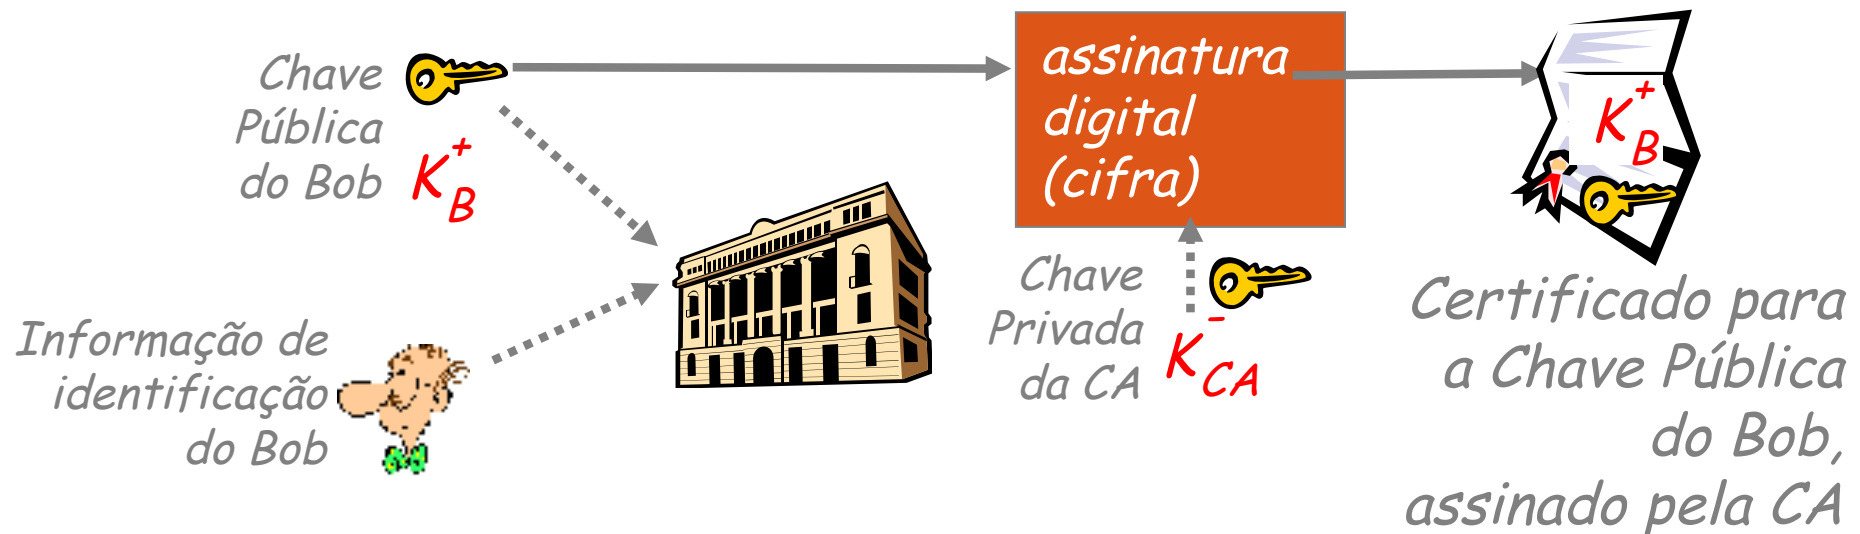 Chave
Pública
do Bob
K+B
Informação de
identificação
do Bob
assinatura
digital
(cifra)
Chave
Privada
da CA
K-CA
K+B
Certificado para
a Chave Pública
do Bob,
assinado pela CA